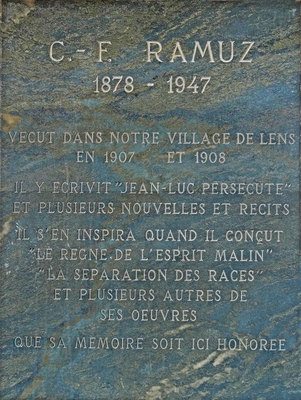 C.-F. RAMUZ
1878 - 1947
VECUT DANS NOTRE VILLAGE DE LENS
EN 1907 ET 1908
IL Y ECRIVIT "JEAN-LUC PERSECUTE"
ET PLUSIEURS NOUVELLES ET RECITS
IL S'EN INSPIRA QUAND IL CONÇUT
"LE REGNE DE L'ESPRIT MALIN"
"LA SEPARATION DES RACES"
ET PLUSIEURS AUTRES DE
SES OEUVRES
QUE SA MEMOIRE SOIT ICI HONOREE